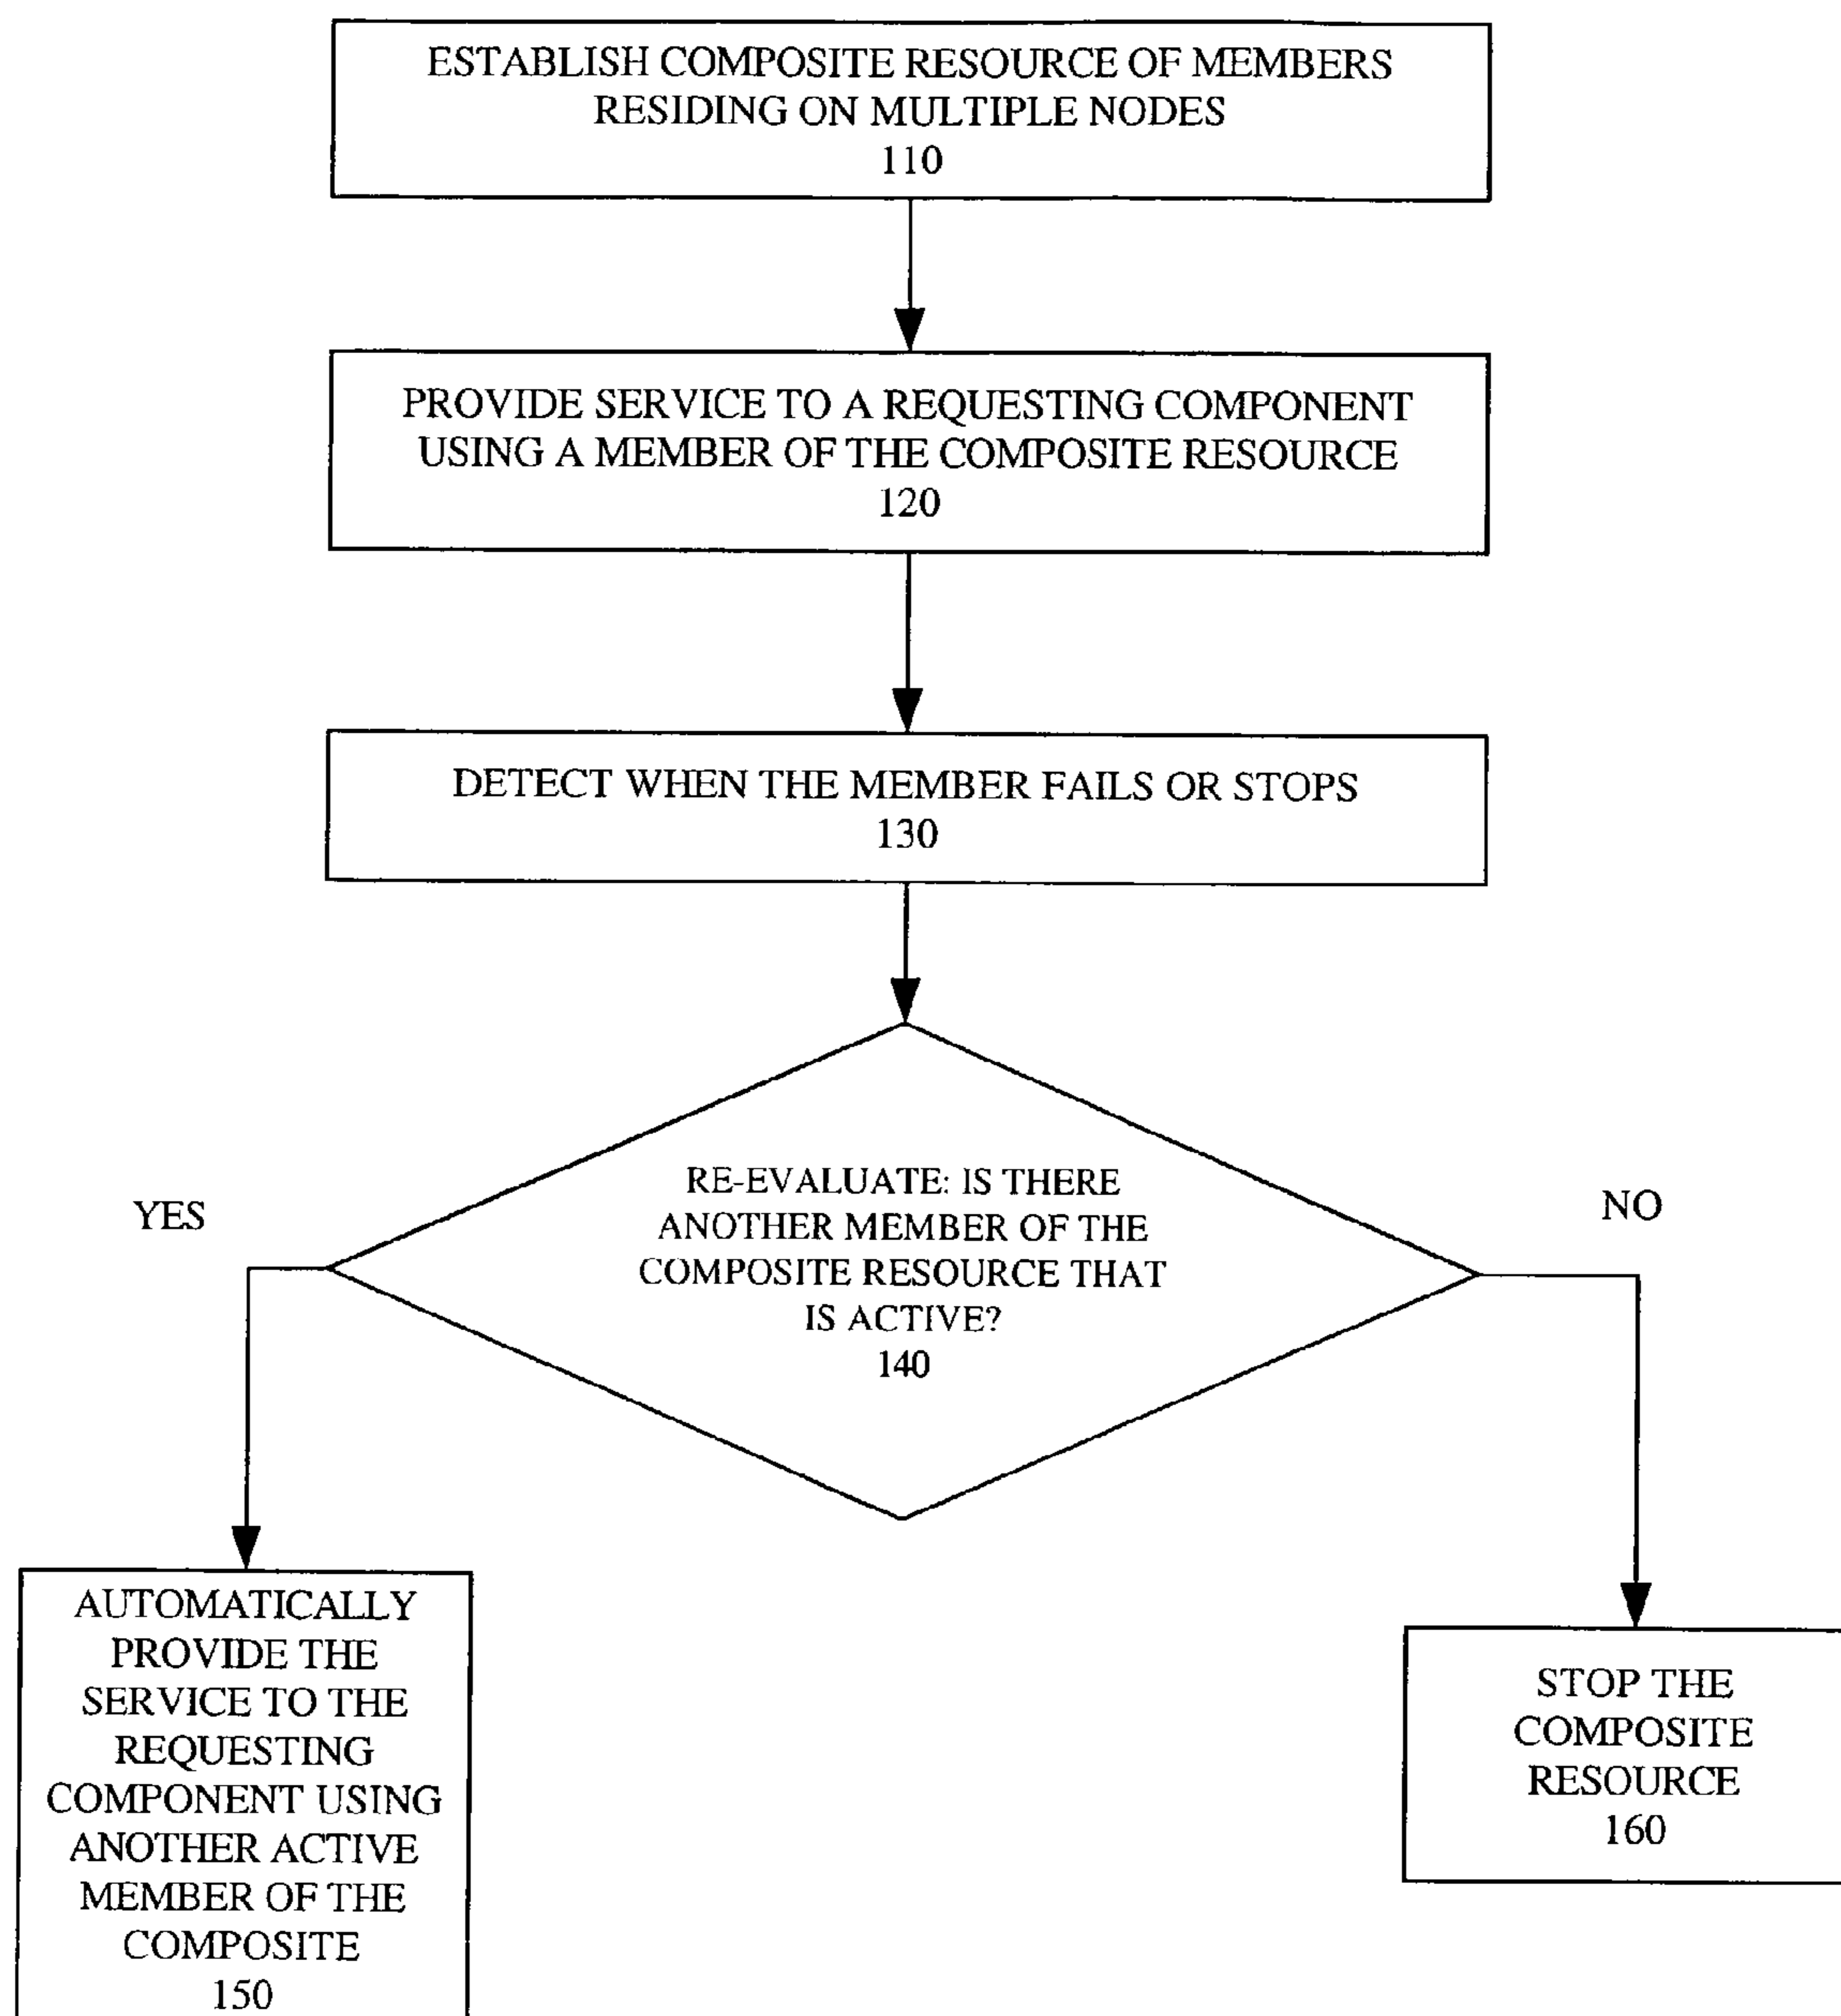 ESTABLISH COMPOSITE RESOURCE OF MEMBERS
RESIDING ON MULTIPLE NODES
110
PROVIDE SERVICE TO A REQUESTING COMPONENT
USING A MEMBER OF THE COMPOSITE RESOURCE
120
DETECT WHEN THE MEMBER FAILS OR STOPS
130
RE-EVALUATE: IS THERE
ANOTHER MEMBER OF THE
COMPOSITE RESOURCE THAT
IS ACTIVE?
140
YES
NO
AUTOMATICALLY
PROVIDE THE
SERVICE TO THE
REQUESTING
COMPONENT USING
ANOTHER ACTIVE
MEMBER OF THE
COMPOSITE
150
STOP THE
COMPOSITE
RESOURCE
160